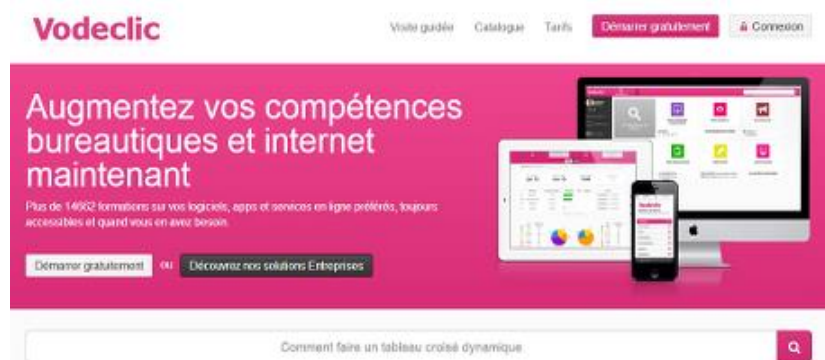 Vodeclic
Visite guidée Catalogue Tarifs Démarrer gratuitement Connexion
Augmentez vos compétences
bureautiques et internet
maintenant
Plus de 14662 formations sur vos logiciels, apps et services en ligne préférés, toujours
accessibles et quand vous en avez besoin.
Démarrer gratuitement ou Découvrez nos solutions Entreprises
Vodeclic
Comment faire un tableau croisé dynamique